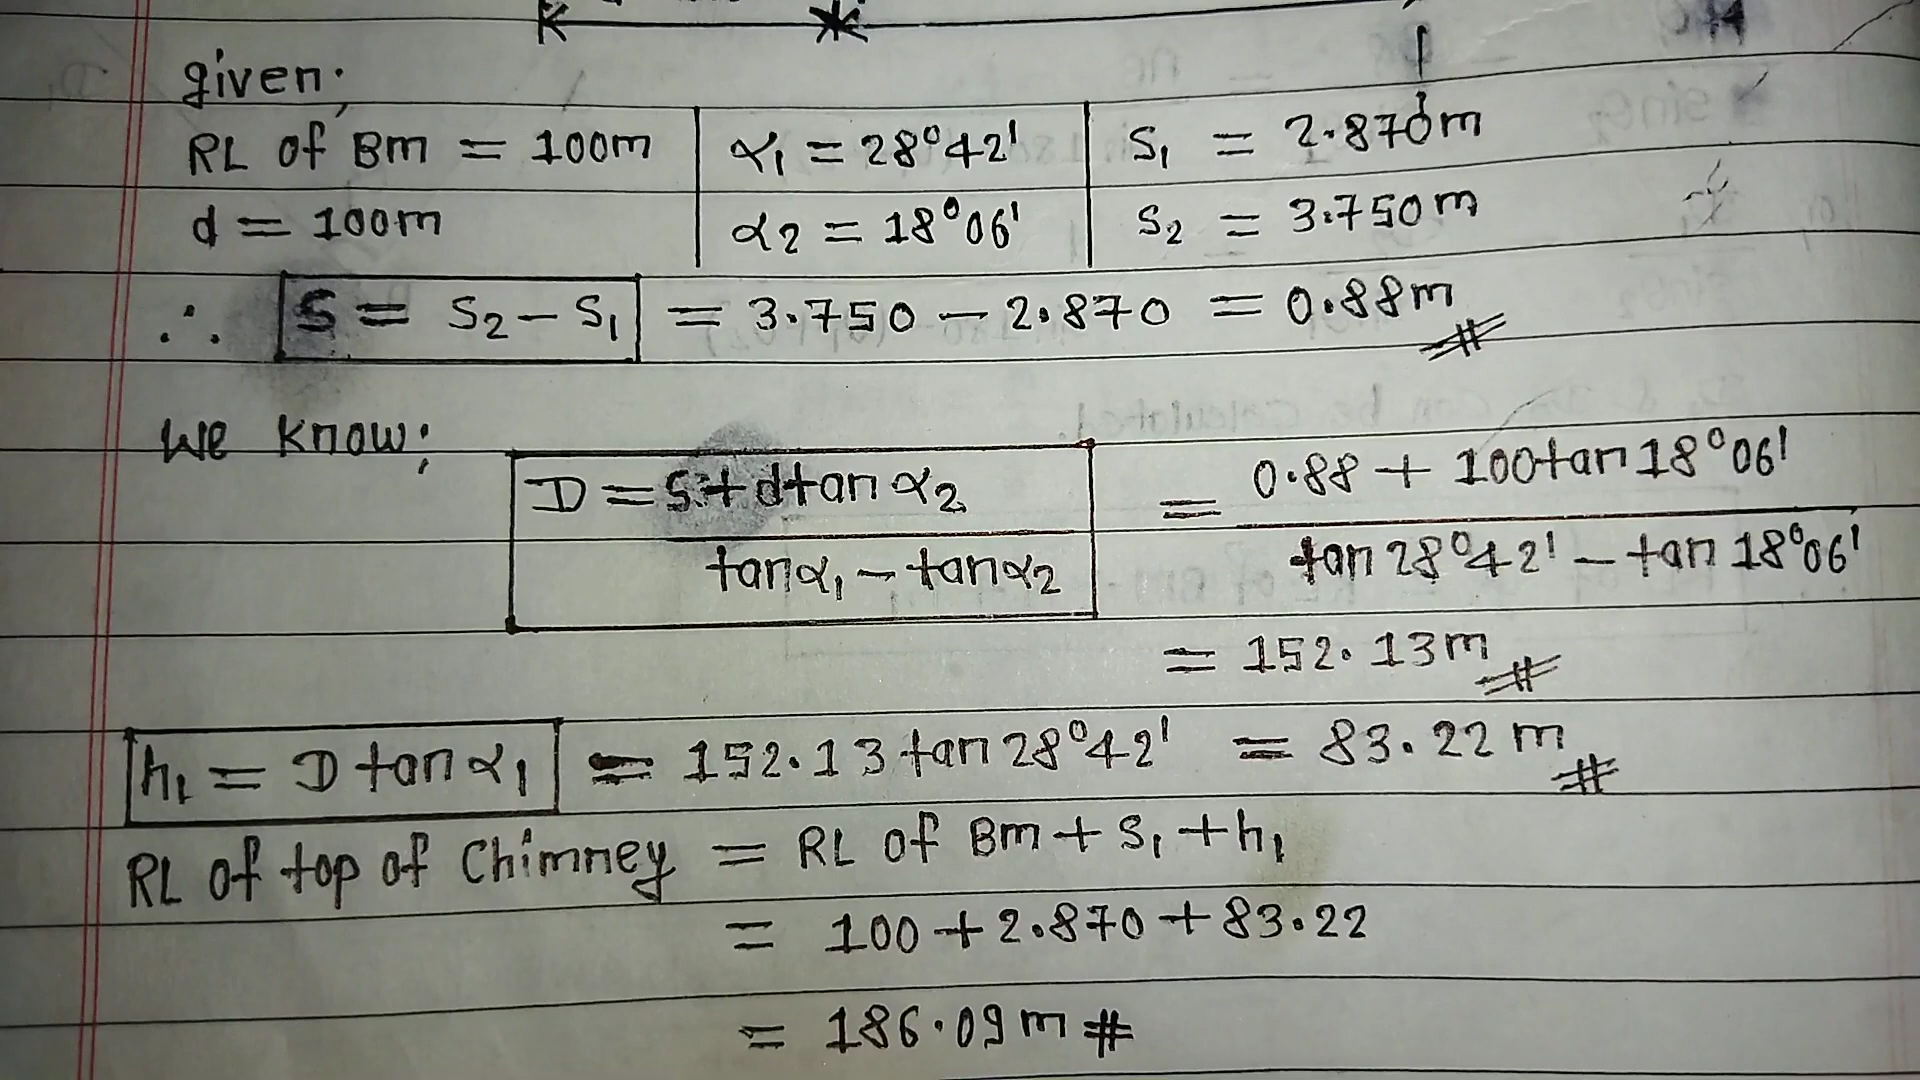 given:
RL of Bm = 100m | α₁ = 28°42' | S₁ = 2.870m
d = 100m | α₂ = 18°06' | S₂ = 3.750m
∴ S = S₂ - S₁ = 3.750 - 2.870 = 0.88m
We know;
D = S + d tan α₂ / tan α₁ - tan α₂ = 0.88 + 100 tan 18°06' / tan 28°42' - tan 18°06'
= 152.13m
h₁ = D tan α₁ = 152.13 tan 28°42' = 83.22 m
RL of top of Chimney = RL of Bm + S₁ + h₁
= 100 + 2.870 + 83.22
= 186.09 m #